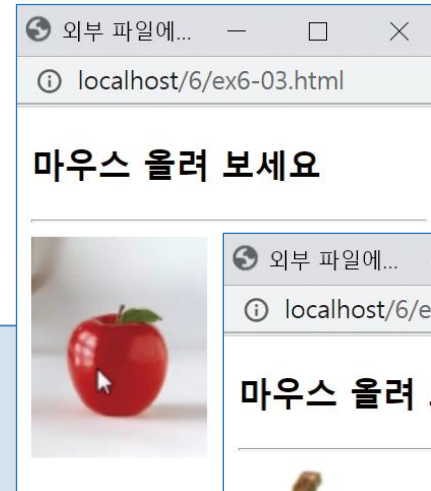 외부 파일에...
localhost/6/ex6-03.html
마우스 올려 보세요
외부 파일에...
localhost/6/e
마우스 올려